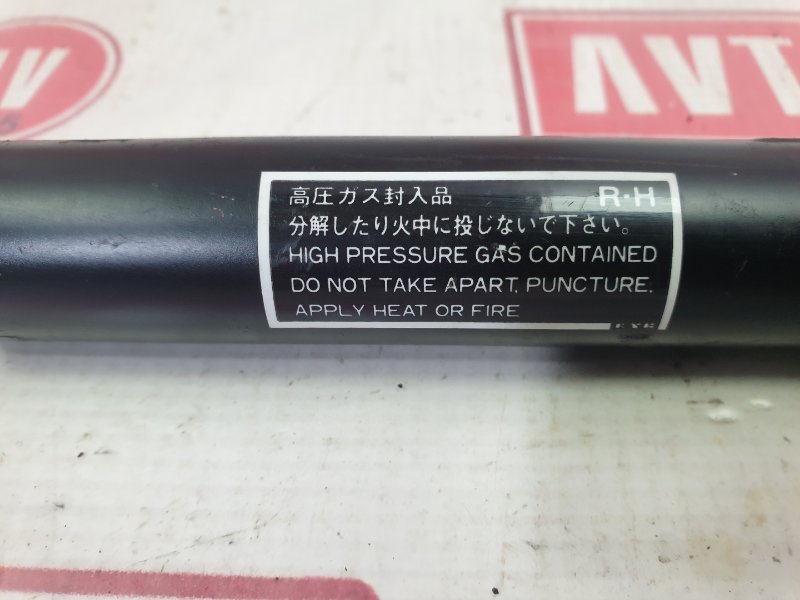 高圧ガス封入品 R·H
分解したり火中に投じないで下さい。
HIGH PRESSURE GAS CONTAINED
DO NOT TAKE APART, PUNCTURE,
APPLY HEAT OR FIRE